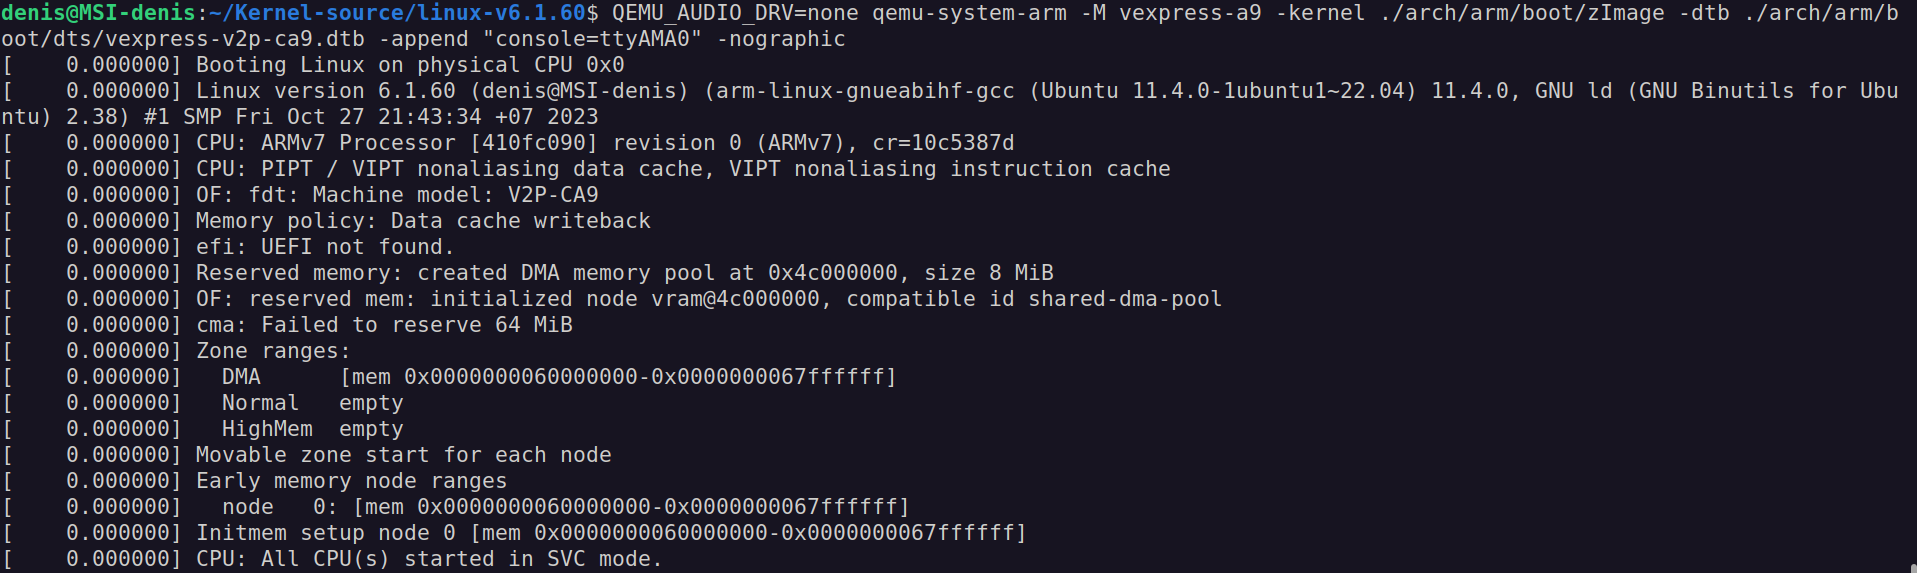 denis@MSI-denis:~/Kernel-source/linux-v6.1.60$ QEMU_AUDIO_DRV=none qemu-system-arm -M vexpress-a9 -kernel ./arch/arm/boot/zImage -dtb ./arch/arm/b
oot/dts/vexpress-v2p-ca9.dtb -append "console=ttyAMA0" -nographic
[    0.000000] Booting Linux on physical CPU 0x0
[    0.000000] Linux version 6.1.60 (denis@MSI-denis) (arm-linux-gnueabihf-gcc (Ubuntu 11.4.0-1ubuntu1~22.04) 11.4.0, GNU ld (GNU Binutils for Ubu
ntu) 2.38) #1 SMP Fri Oct 27 21:43:34 +07 2023
[    0.000000] CPU: ARMv7 Processor [410fc090] revision 0 (ARMv7), cr=10c5387d
[    0.000000] CPU: PIPT / VIPT nonaliasing data cache, VIPT nonaliasing instruction cache
[    0.000000] OF: fdt: Machine model: V2P-CA9
[    0.000000] Memory policy: Data cache writeback
[    0.000000] efi: UEFI not found.
[    0.000000] Reserved memory: created DMA memory pool at 0x4c000000, size 8 MiB
[    0.000000] OF: reserved mem: initialized node vram@4c000000, compatible id shared-dma-pool
[    0.000000] cma: Failed to reserve 64 MiB
[    0.000000] Zone ranges:
[    0.000000]   DMA      [mem 0x0000000060000000-0x0000000067ffffff]
[    0.000000]   Normal   empty
[    0.000000]   HighMem  empty
[    0.000000] Movable zone start for each node
[    0.000000] Early memory node ranges
[    0.000000]   node   0: [mem 0x0000000060000000-0x0000000067ffffff]
[    0.000000] Initmem setup node 0 [mem 0x0000000060000000-0x0000000067ffffff]
[    0.000000] CPU: All CPU(s) started in SVC mode.